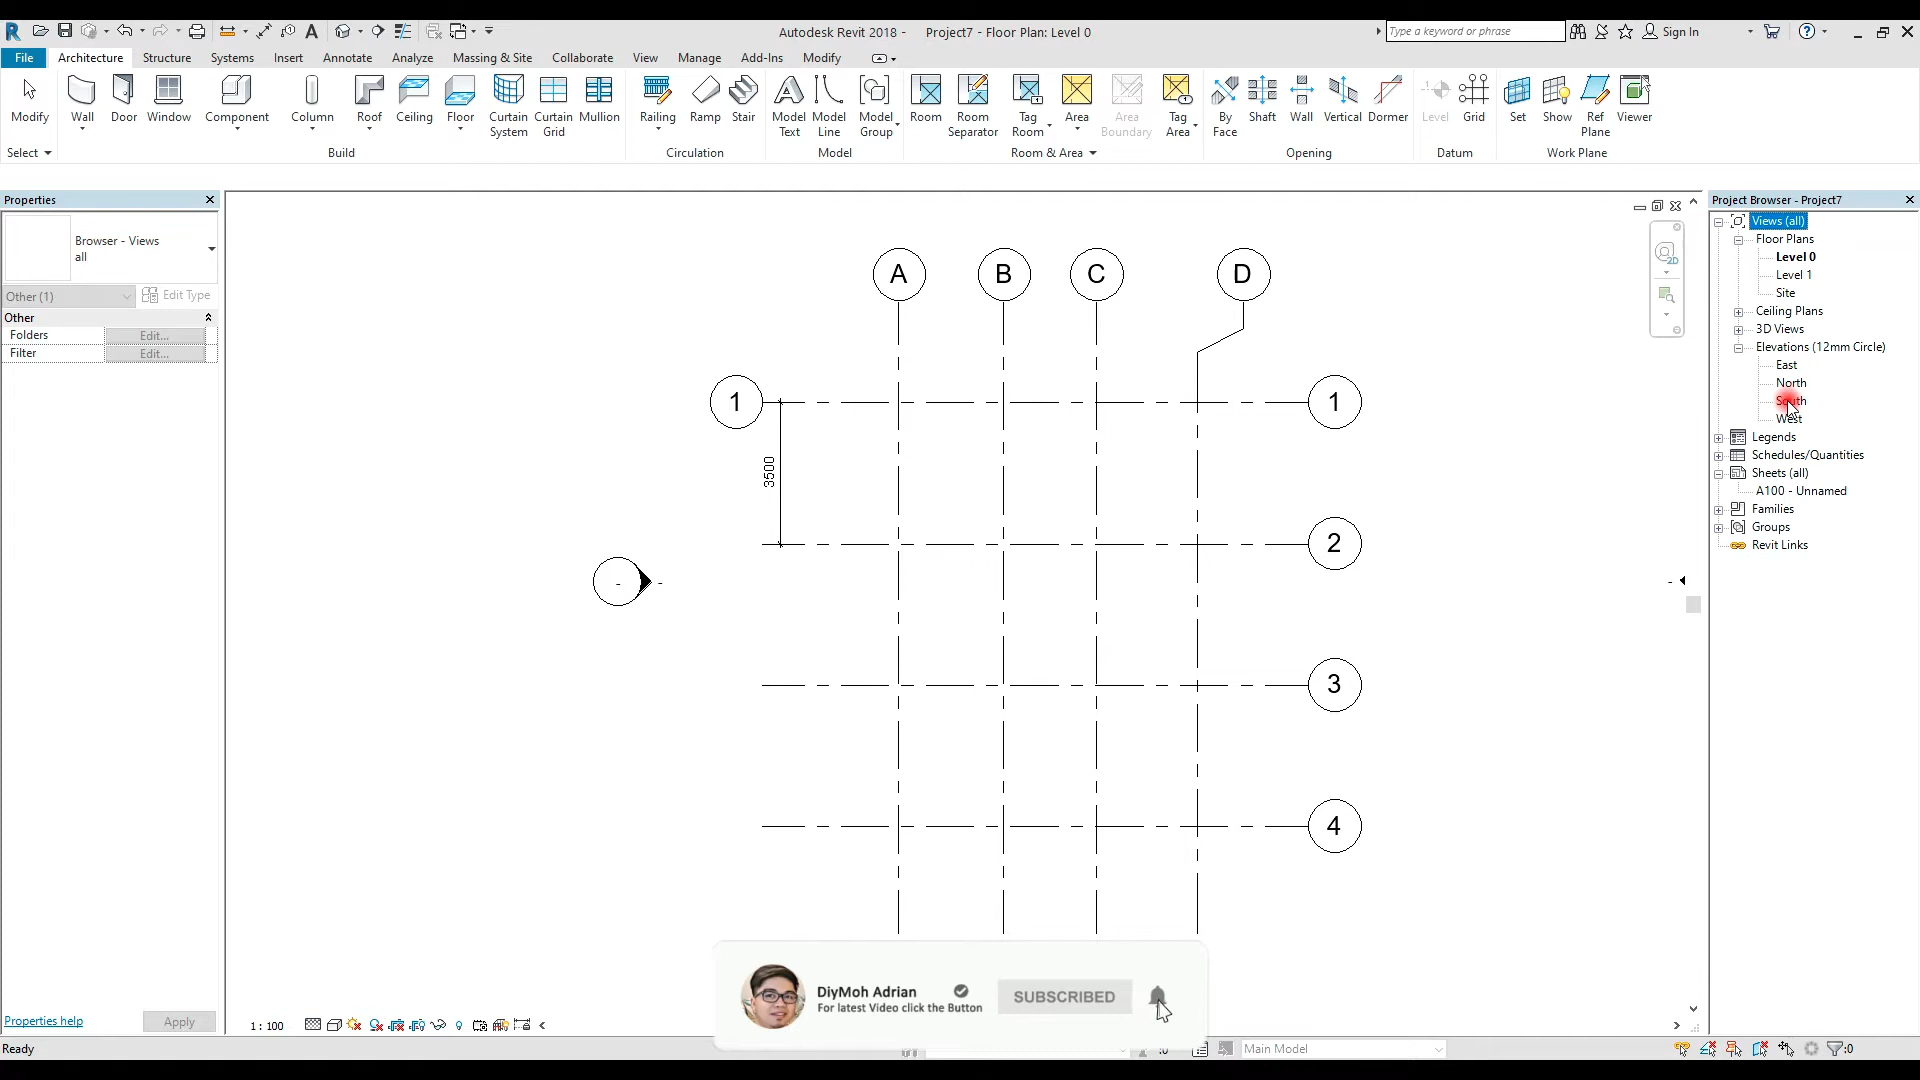 Autodesk Revit 2018 - Project7 - Floor Plan: Level 0
Type a keyword or phrase
Sign In
File Architecture Structure Systems Insert Annotate Analyze Massing & Site Collaborate View Manage Add-Ins Modify
Modify Wall Door Window Component Column Roof Ceiling Floor Curtain System Curtain Grid Mullion Railing Ramp Stair Model Text Model Line Model Group Room Room Separator Tag Room Area Area Boundary Tag Area By Face Shaft Wall Vertical Dormer Level Grid Set Show Ref Plane Viewer
Select Build Circulation Model Room & Area Opening Datum Work Plane
Properties
Browser - Views
all
Other (1) Edit Type
Other
Folders Edit...
Filter Edit...
Properties help Apply
A B C D
1 1
3500
2
- -
-
3
4
Project Browser - Project7
Views (all)
Floor Plans
Level 0
Level 1
Site
Ceiling Plans
3D Views
Elevations (12mm Circle)
East
North
South
West
Legends
Schedules/Quantities
Sheets (all)
A100 - Unnamed
Families
Groups
Revit Links
DiyMoh Adrian
For latest Video click the Button
SUBSCRIBED
1 : 100
Ready
:0
Main Model
:0